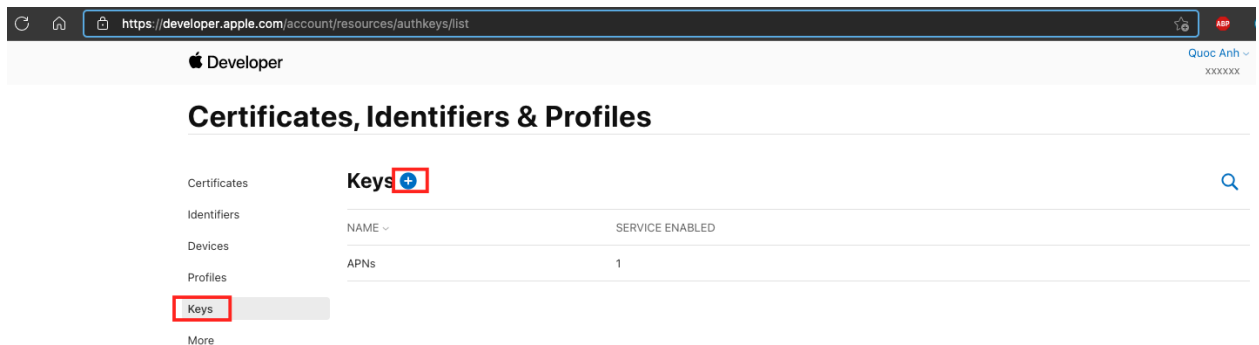 https://developer.apple.com/account/resources/authkeys/list
ABP
Developer
Quoc Anh
xxxxxx
Certificates, Identifiers & Profiles
Certificates
Identifiers
Devices
Profiles
Keys
More
Keys
NAME
SERVICE ENABLED
APNs
1